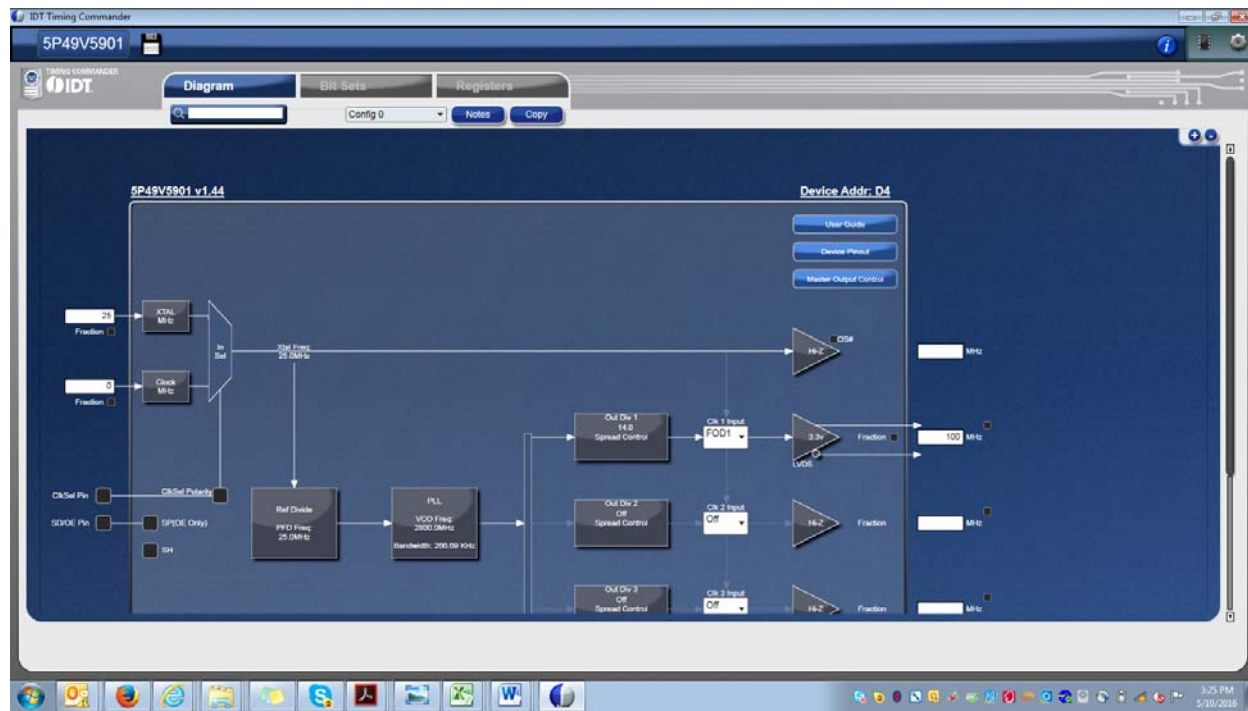 IDT Timing Commander
5P49V5901
TIMING COMMANDER
IDT
Diagram
Bit Sets
Registers
Config 0
Notes
Copy
5P49V5901 v1.44
Device Addr: D4
User Guide
Device Pinout
Master Output Control
25
XTAL
MHz
Fraction
In
Sel
Xtal Freq:
25.0MHz
Hi-Z
OS#
MHz
0
Clock
MHz
Fraction
Out Div 1
14.0
Spread Control
Clk 1 Input
FOD1
3.3v
LVDS
Fraction
100
MHz
ClkSel Pin
ClkSel Polarity
SD/OE Pin
SP(OE Only)
SH
Ref Divide
PFD Freq:
25.0MHz
PLL
VCO Freq:
2800.0MHz
Out Div 2
Off
Spread Control
Clk 2 Input
Off
Hi-Z
Fraction
MHz
Out Div 3
Off
Spread Control
Clk 3 Input
Off
Hi-Z
Fraction
MHz
3:25 PM
5/10/2016